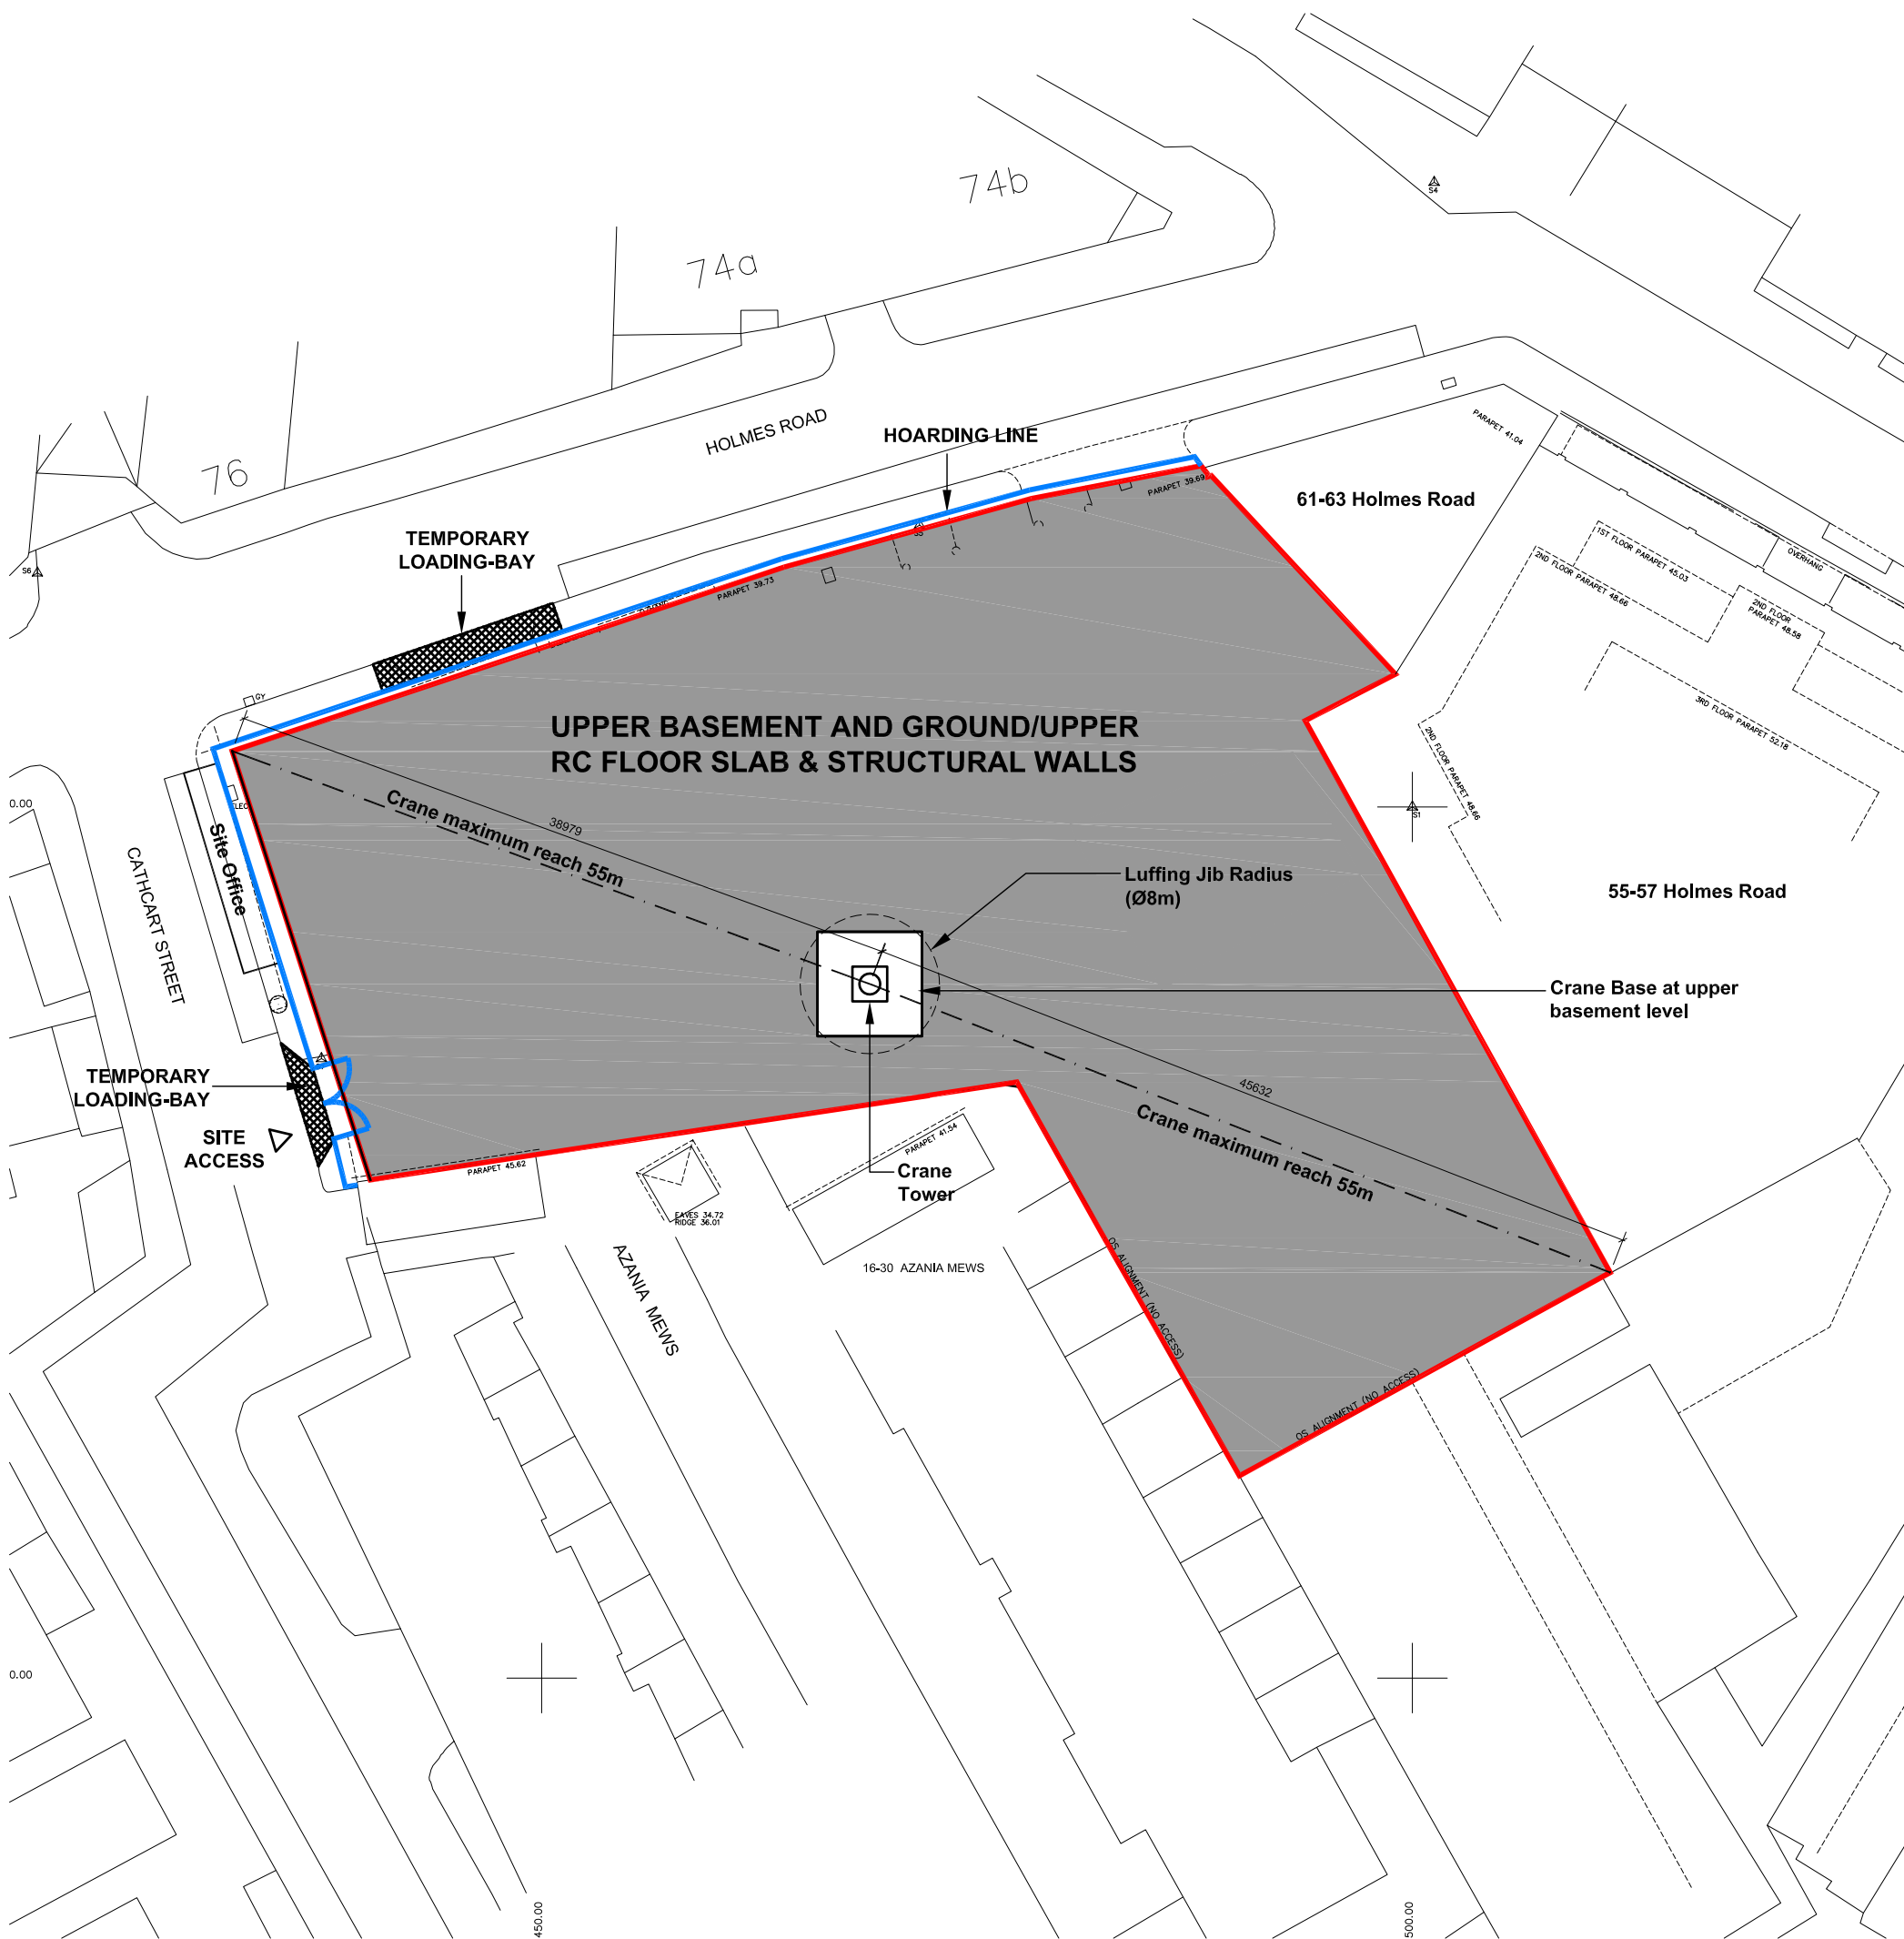 74b
S4
74a
HOLMES ROAD
76
HOARDING LINE
PARAPET 41.04
PARAPET 39.69
61-63 Holmes Road
S5
TEMPORARY
LOADING-BAY
S6
1ST FLOOR PARAPET 45.03
OVERHANG
2ND FLOOR PARAPET 48.66
2ND FLOOR
PARAPET 48.58
PARAPET 39.73
GY
UPPER BASEMENT AND GROUND/UPPER
RC FLOOR SLAB & STRUCTURAL WALLS
3RD FLOOR PARAPET 52.18
2ND FLOOR PARAPET 48.66
0.00
S1
Site Office
38979
Crane maximum reach 55m
CATHCART STREET
Luffing Jib Radius
(Ø8m)
55-57 Holmes Road
Crane Base at upper
basement level
TEMPORARY
LOADING-BAY
SITE
ACCESS
45632
Crane maximum reach 55m
PARAPET 45.62
PARAPET 41.54
Crane
Tower
EAVES 34.72
RIDGE 36.01
AZANIA MEWS
16-30 AZANIA MEWS
OS ALIGNMENT (NO ACCESS)
OS ALIGNMENT (NO ACCESS)
0.00
450.00
500.00